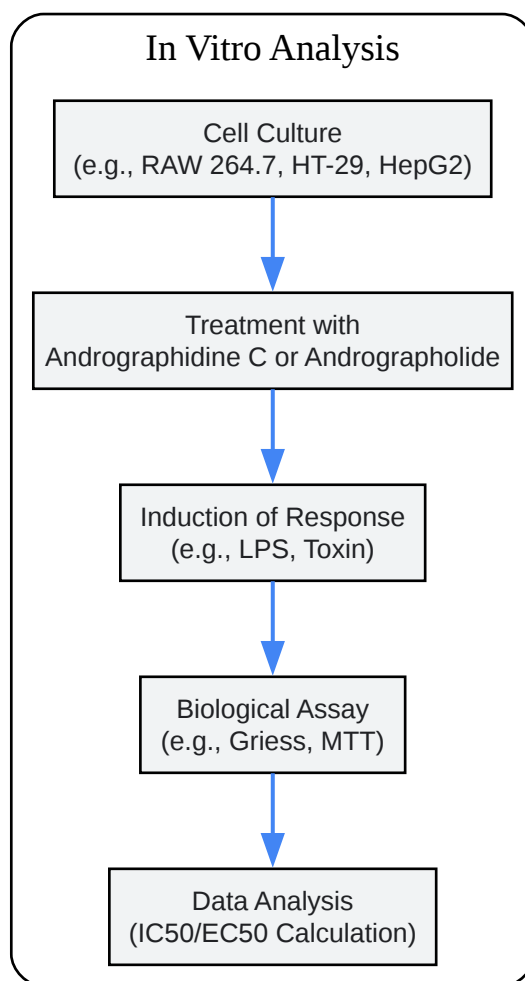 In Vitro Analysis
Cell Culture
(e.g., RAW 264.7, HT-29, HepG2)
Treatment with
Andrographidine C or Andrographolide
Induction of Response
(e.g., LPS, Toxin)
Biological Assay
(e.g., Griess, MTT)
Data Analysis
(IC50/EC50 Calculation)